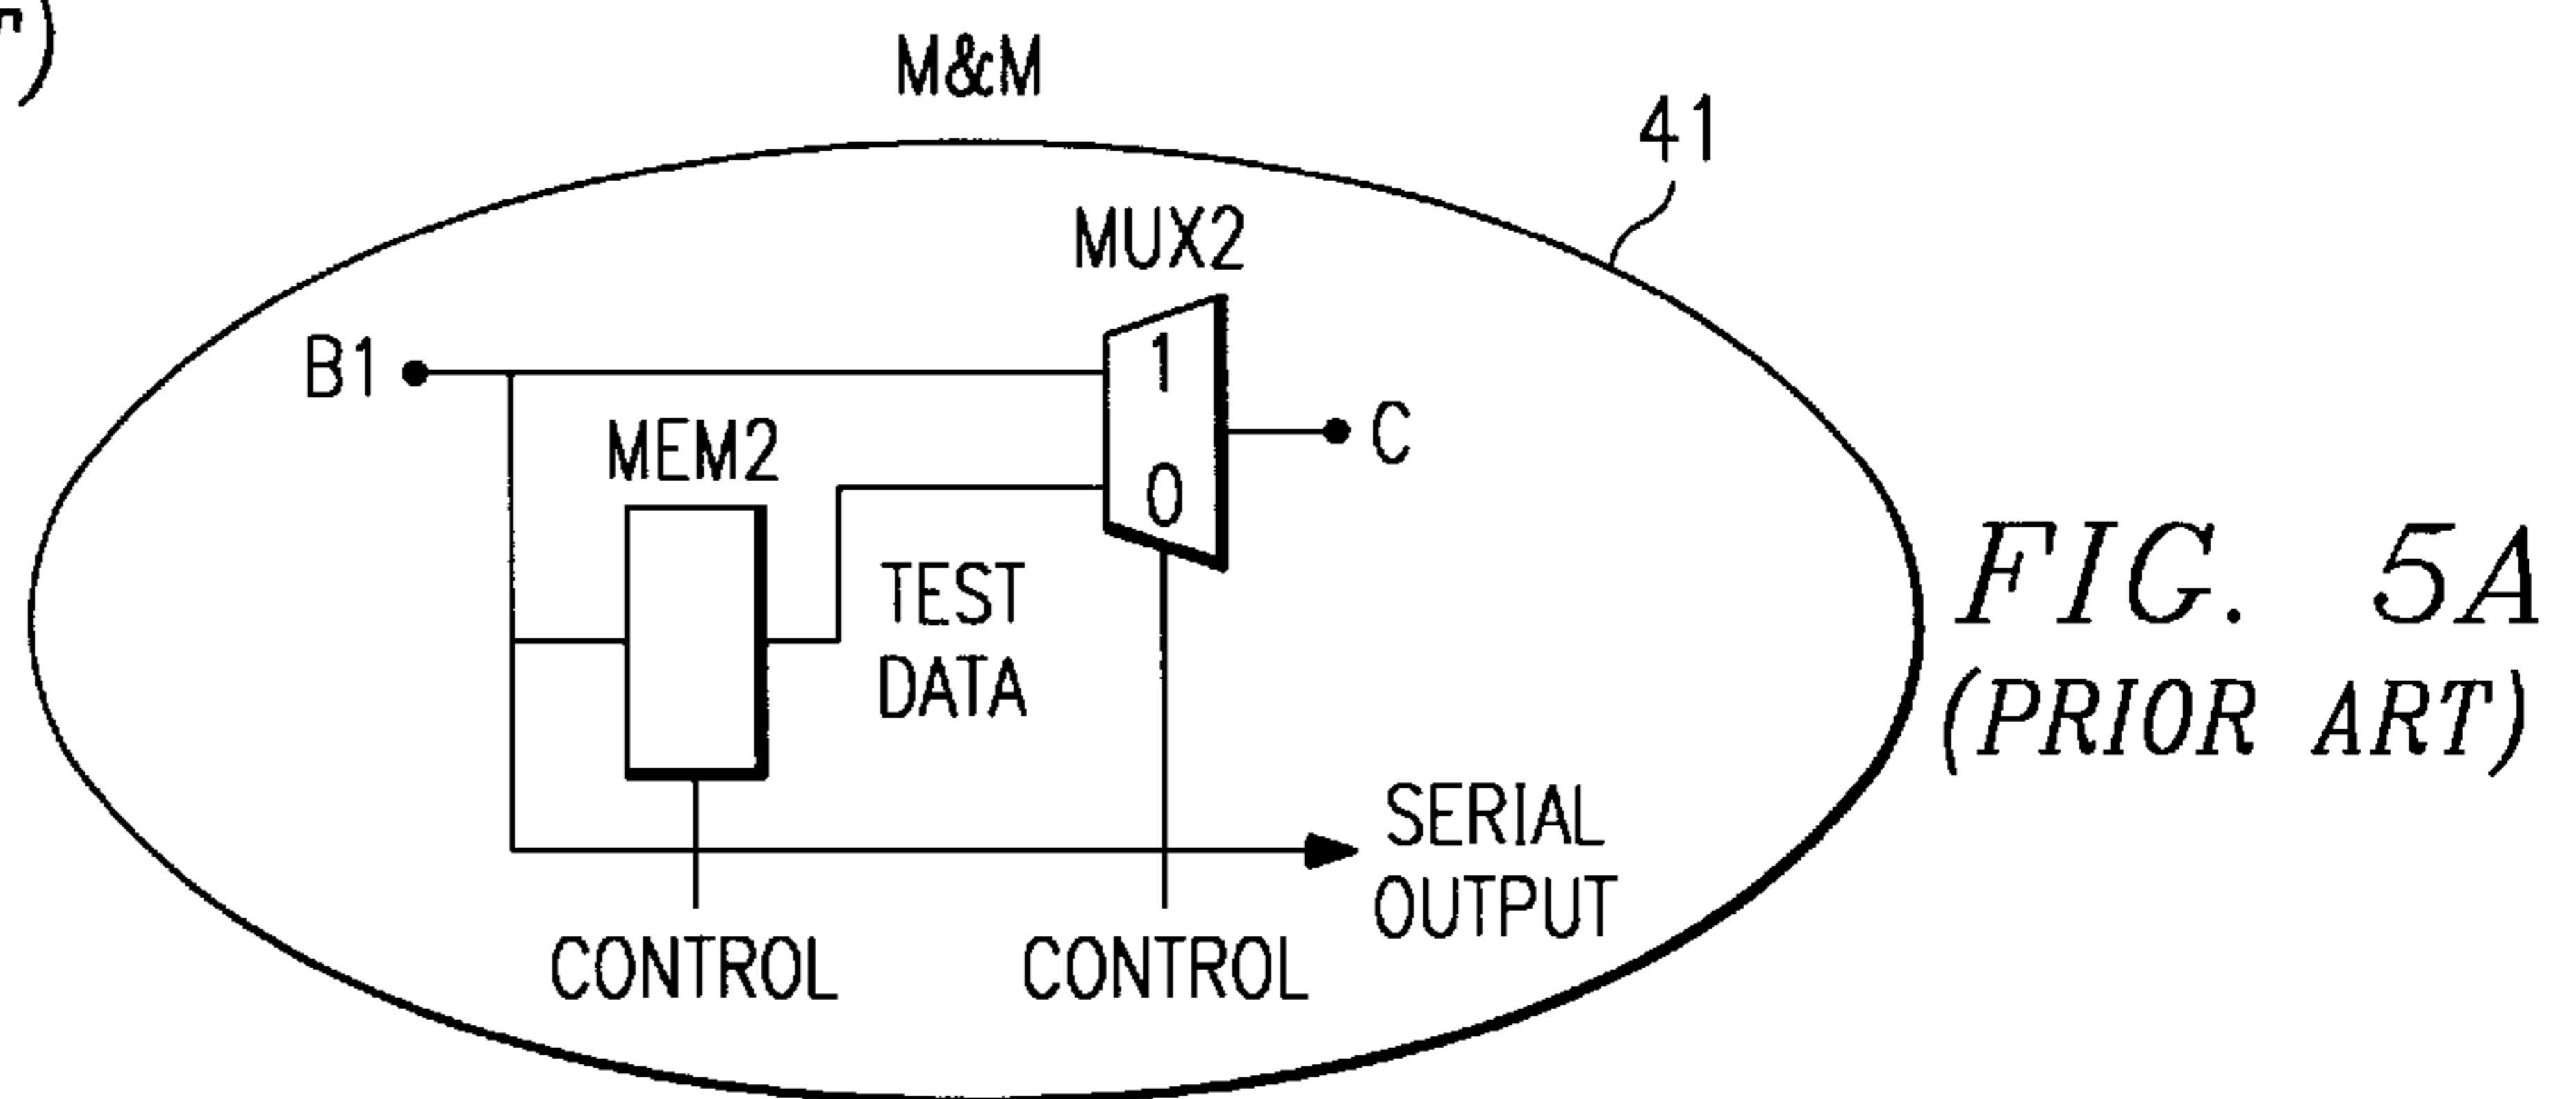 M&M
41
MUX2
B1
1
MEM2
0
C
TEST
DATA
SERIAL
OUTPUT
CONTROL
CONTROL
FIG. 5A
(PRIOR ART)